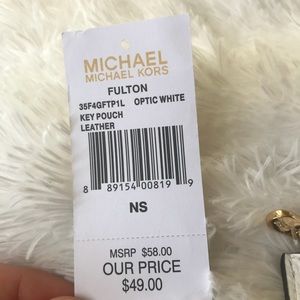 MICHAEL
MICHAEL KORS
FULTON
35F4GFTP1L OPTIC WHITE
KEY POUCH
LEATHER
8 89154 00819 9
NS
MSRP $58.00
OUR PRICE
$49.00